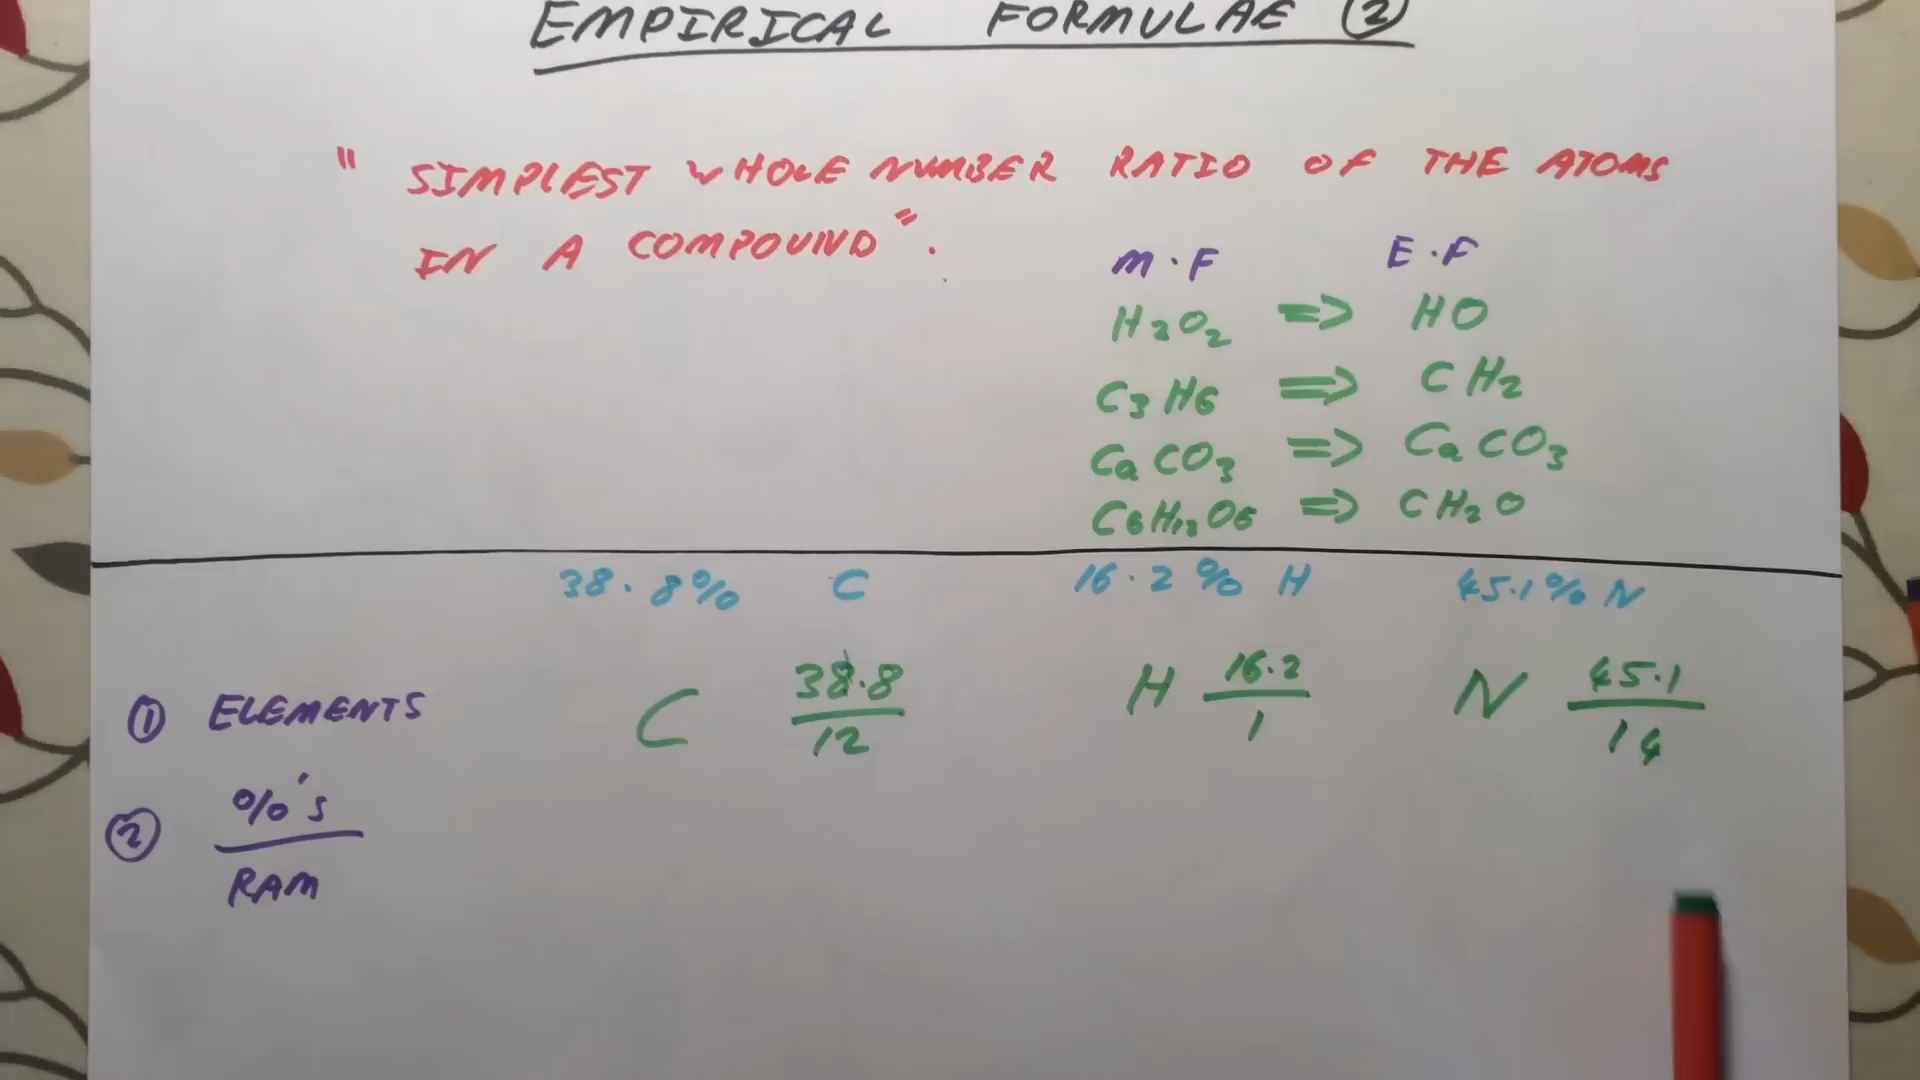 EMPIRICAL FORMULAE ②
" SIMPLEST WHOLE NUMBER RATIO OF THE ATOMS
IN A COMPOUND ".
M.F E.F
H2O2 => HO
C3H6 => CH2
CaCO3 => CaCO3
C6H12O6 => CH2O
38.8% C 16.2% H 45.1% N
① ELEMENTS C 38.8/12 H 16.2/1 N 45.1/14
② %'s
RAM